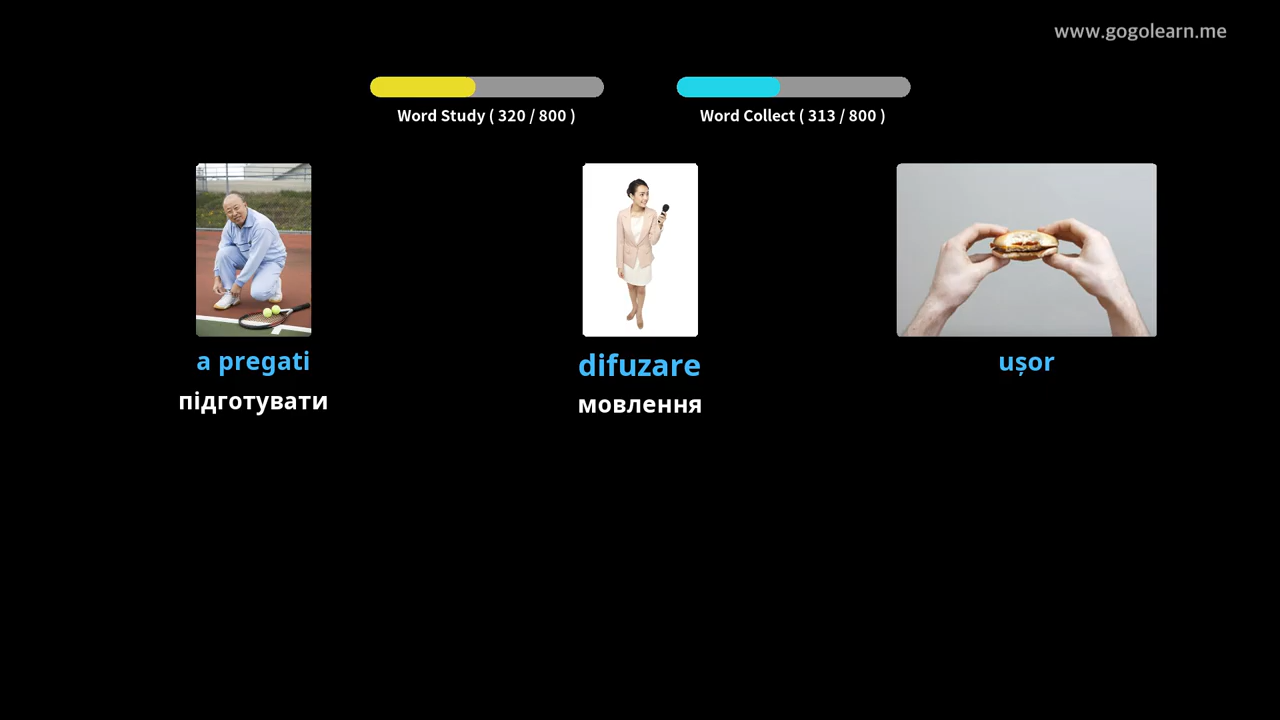 www.gogolearn.me
Word Study ( 320 / 800 )
Word Collect ( 313 / 800 )
a pregati
підготувати
difuzare
мовлення
ușor